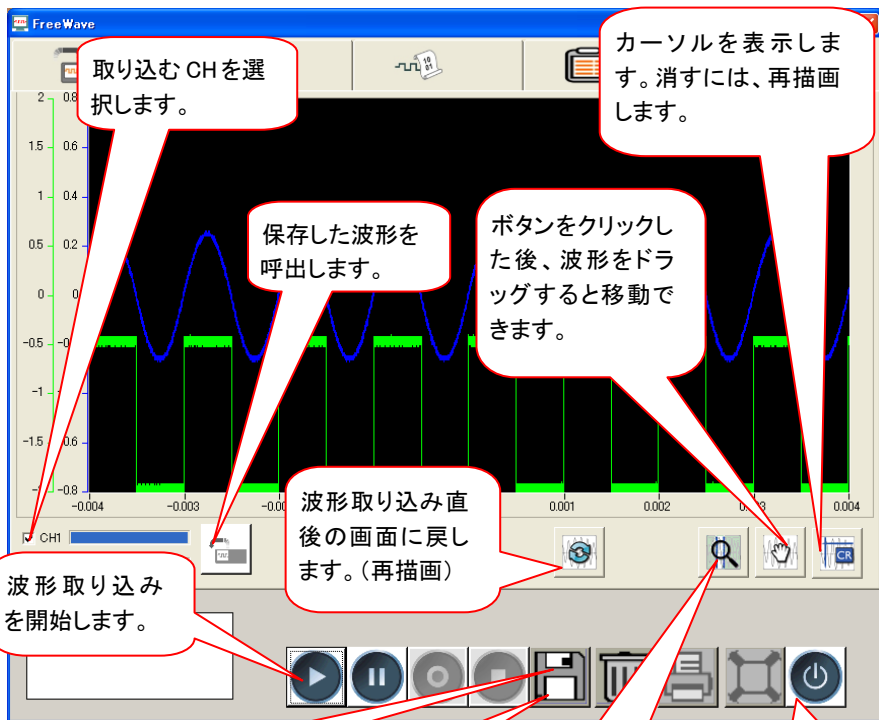 FreeWave
カーソルを表示しま
す。消すには、再描画
します。
取り込む CH を選
択します。
保存した波形を
呼出します。
ボタンをクリックし
た後、波形をドラ
ッグすると移動で
きます。
2
1.5
1
0.5
0
-0.5
-1
-1.5
0.8
0.6
0.4
0.2
0
0.6
-0.8
-0.004
-0.003
0.001
0.002
0.004
波形取り込み直
後の画面に戻し
ます。(再描画)
CH1
CR
波形取り込み
を開始します。